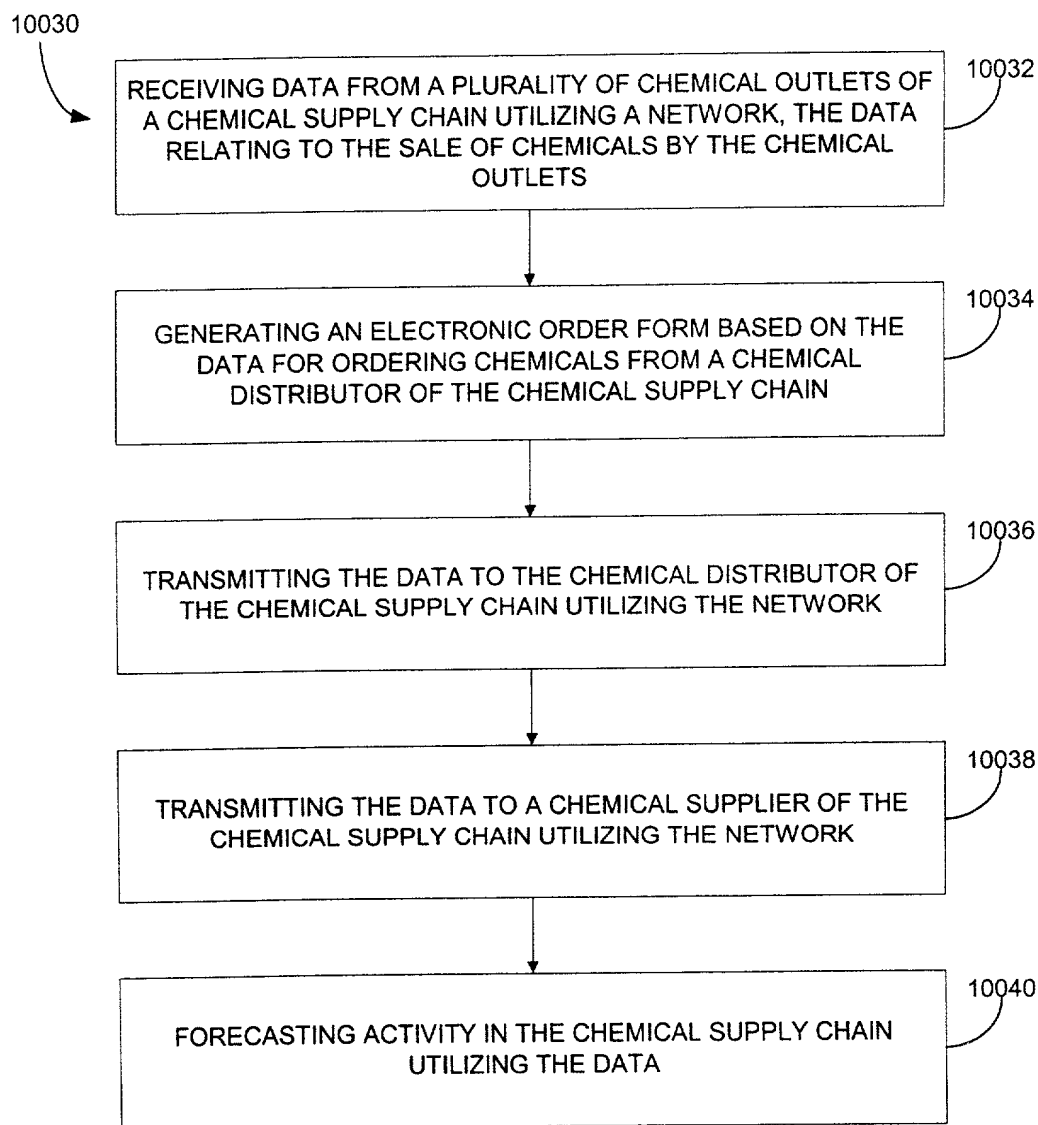 10030
10032
RECEIVING DATA FROM A PLURALITY OF CHEMICAL OUTLETS OF
A CHEMICAL SUPPLY CHAIN UTILIZING A NETWORK, THE DATA
RELATING TO THE SALE OF CHEMICALS BY THE CHEMICAL
OUTLETS
10034
GENERATING AN ELECTRONIC ORDER FORM BASED ON THE
DATA FOR ORDERING CHEMICALS FROM A CHEMICAL
DISTRIBUTOR OF THE CHEMICAL SUPPLY CHAIN
10036
TRANSMITTING THE DATA TO THE CHEMICAL DISTRIBUTOR OF
THE CHEMICAL SUPPLY CHAIN UTILIZING THE NETWORK
10038
TRANSMITTING THE DATA TO A CHEMICAL SUPPLIER OF THE
CHEMICAL SUPPLY CHAIN UTILIZING THE NETWORK
10040
FORECASTING ACTIVITY IN THE CHEMICAL SUPPLY CHAIN
UTILIZING THE DATA